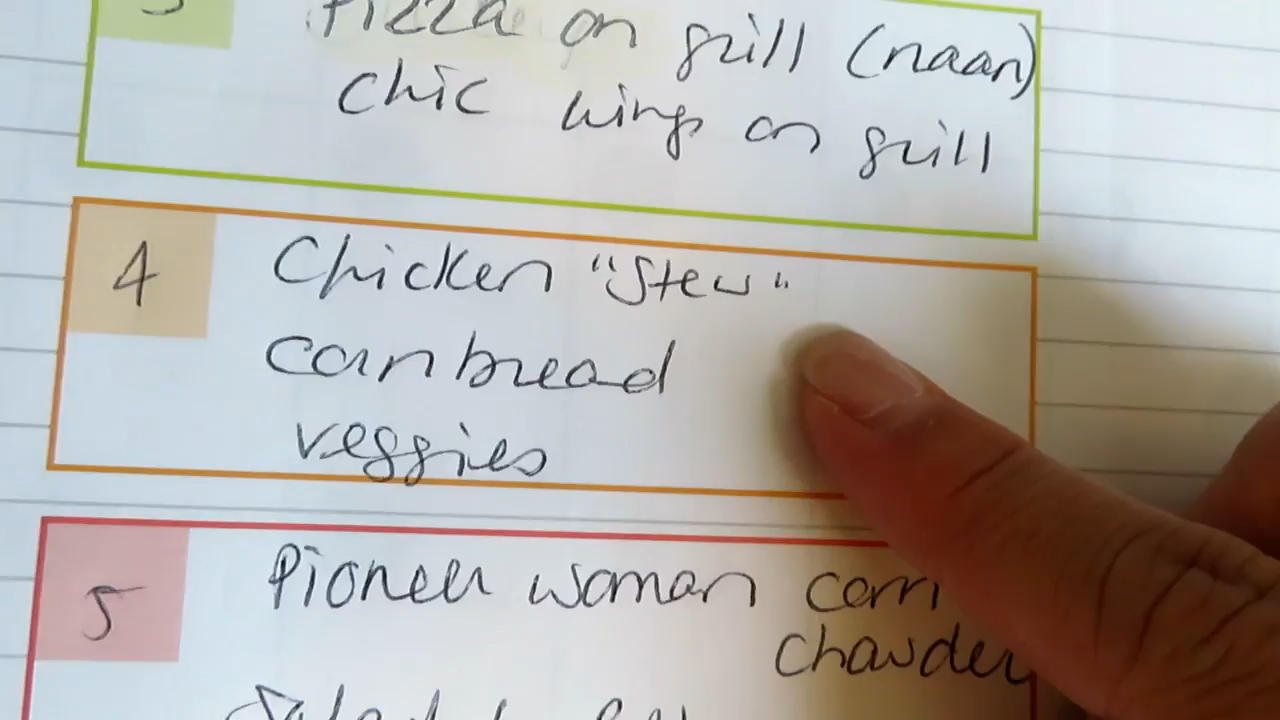 Pizza on grill (naan)
chic wings on grill
4
Chicken "Stew"
cornbread
veggies
5
Pioneer woman corn
chowder